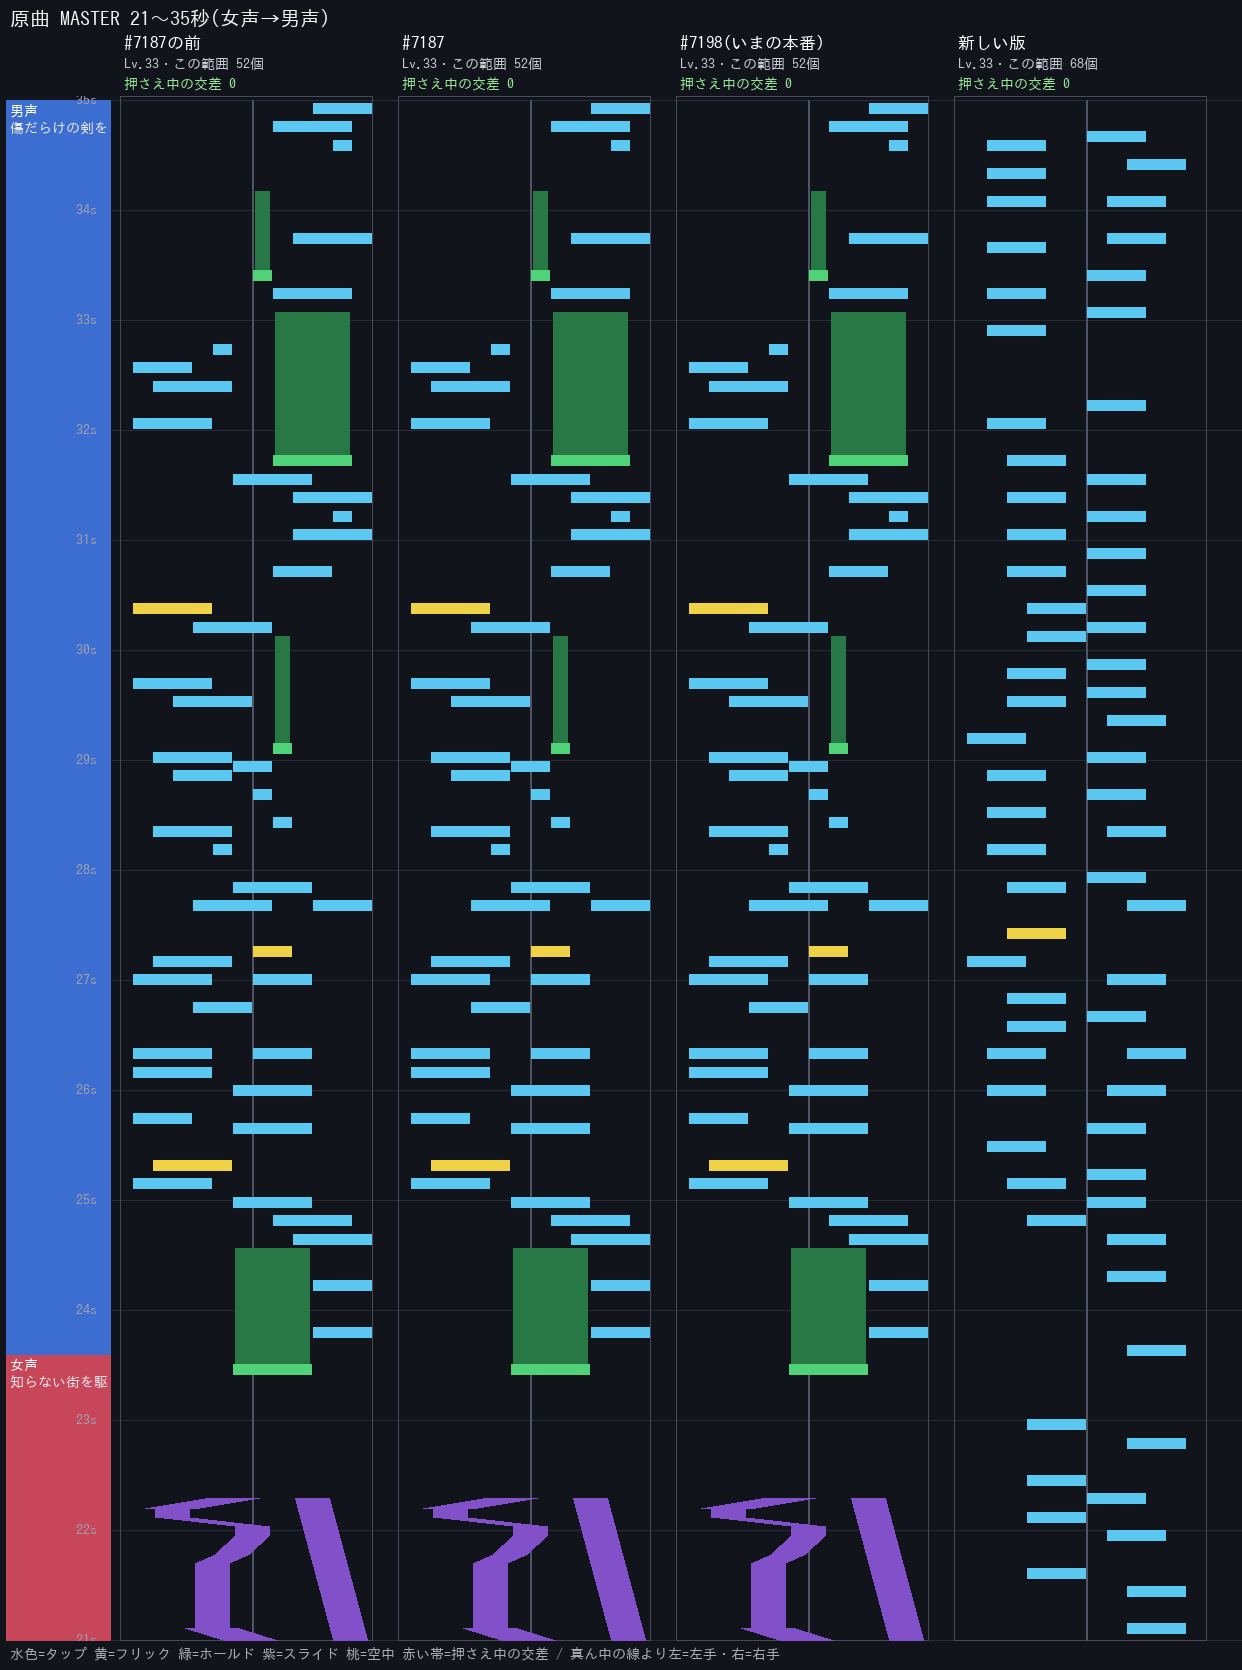 原曲 MASTER 21～35秒(女声→男声)
#7187の前
Lv.33・この範囲 52個
押さえ中の交差 0
#7187
Lv.33・この範囲 52個
押さえ中の交差 0
#7198(いまの本番)
Lv.33・この範囲 52個
押さえ中の交差 0
新しい版
Lv.33・この範囲 68個
押さえ中の交差 0
35s
男声
傷だらけの剣を
34s
33s
32s
31s
30s
29s
28s
27s
26s
25s
24s
女声
知らない街を駆
23s
22s
21s
水色=タップ 黄=フリック 緑=ホールド 紫=スライド 桃=空中 赤い帯=押さえ中の交差 / 真ん中の線より左=左手・右=右手